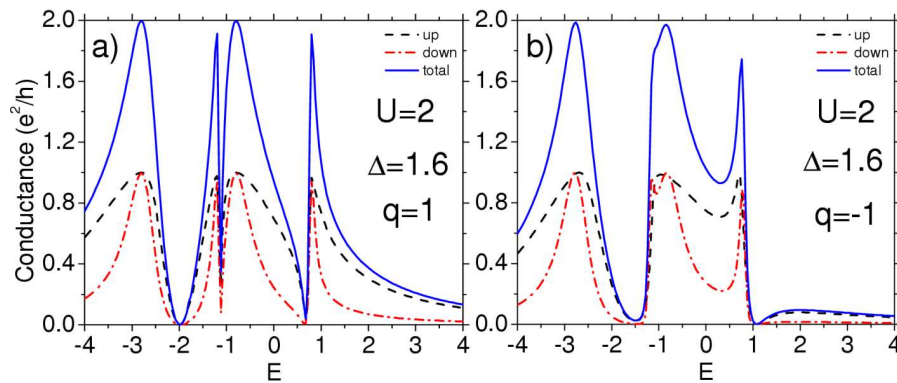 Conductance (e²/h)
2.0
1.6
1.2
0.8
0.4
0.0
a)
up
down
total
U=2
Δ=1.6
q=1
-4 -3 -2 -1 0 1 2 3 4
E
2.0
1.6
1.2
0.8
0.4
0.0
b)
up
down
total
U=2
Δ=1.6
q=-1
-4 -3 -2 -1 0 1 2 3 4
E